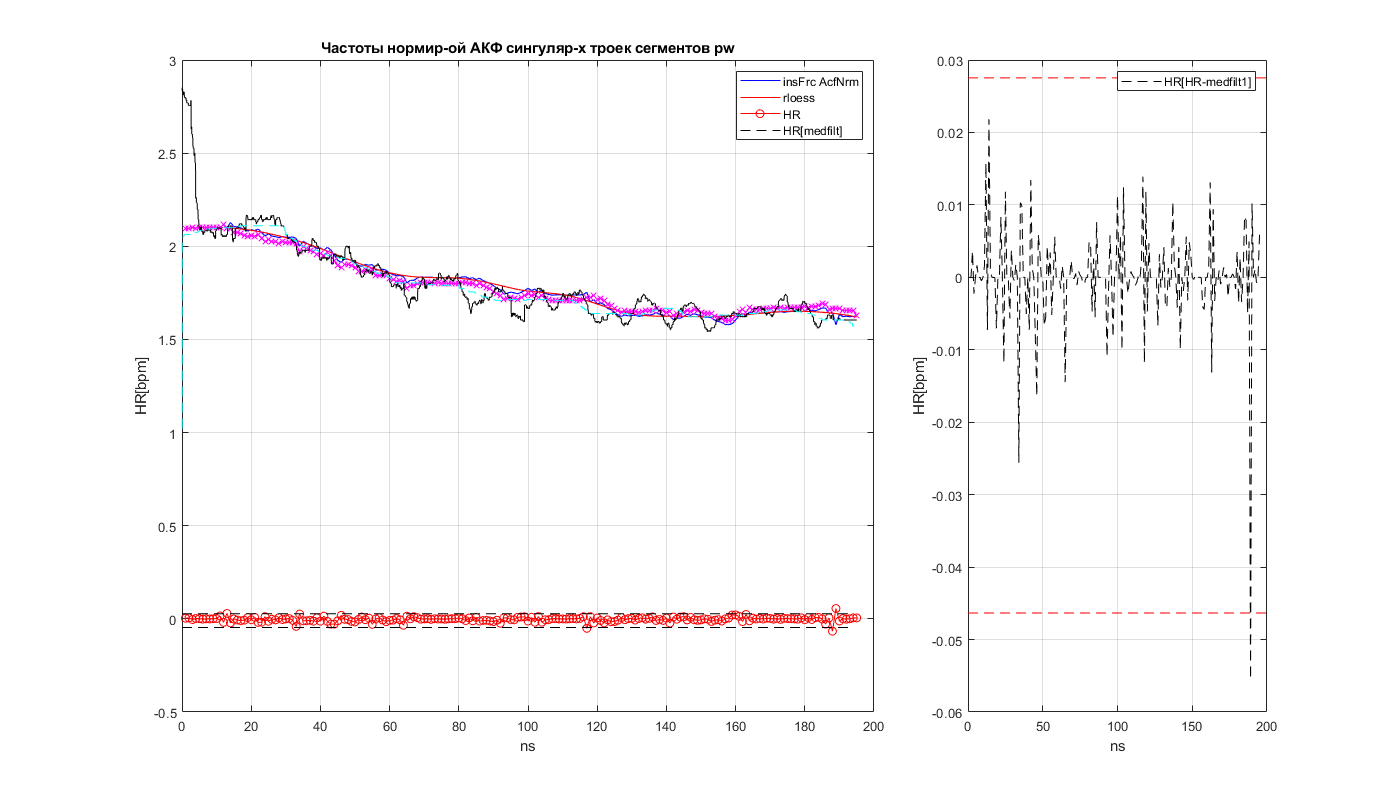 Частоты нормир-ой АКФ сингуляр-х троек сегментов pw
3
2.5
2
1.5
1
0.5
0
-0.5
HR[bpm]
0 20 40 60 80 100 120 140 160 180 200
ns
insFrc AcfNrm
rloess
HR
HR[medfilt]
0.03
0.02
0.01
0
-0.01
-0.02
-0.03
-0.04
-0.05
-0.06
HR[bpm]
0 50 100 150 200
ns
HR[HR-medfilt1]